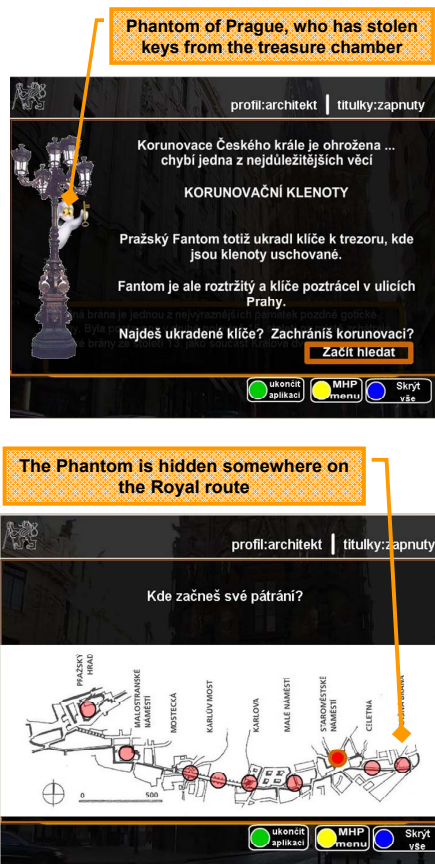 Phantom of Prague, who has stolen
keys from the treasure chamber
profil:architekt | titulky:zapnuty
Korunovace Českého krále je ohrožena ...
chybí jedna z nejdůležitějších věcí
KORUNOVAČNÍ KLENOTY
Pražský Fantom totiž ukradl klíče k trezoru, kde
jsou klenoty uschované.
Fantom je ale roztržitý a klíče poztrácel v ulicích
Prahy.
Najdeš ukradené klíče? Zachráníš korunovaci?
Začít hledat
ukončit
aplikaci
MHP
menu
Skrýt
vše
The Phantom is hidden somewhere on
the Royal route
profil:architekt | titulky:zapnuty
Kde začneš své pátrání?
PRAŽSKÝ
HRAD
MALOSTRANSKÉ
NÁMĚSTÍ
MOSTECKÁ
KARLŮV MOST
KARLOVA
MALÉ NAMĚSTÍ
STAROMĚSTSKÉ
NÁMĚSTÍ
CELETNÁ
BRÁNA
0 500
ukončit
aplikaci
MHP
menu
Skrýt
vše